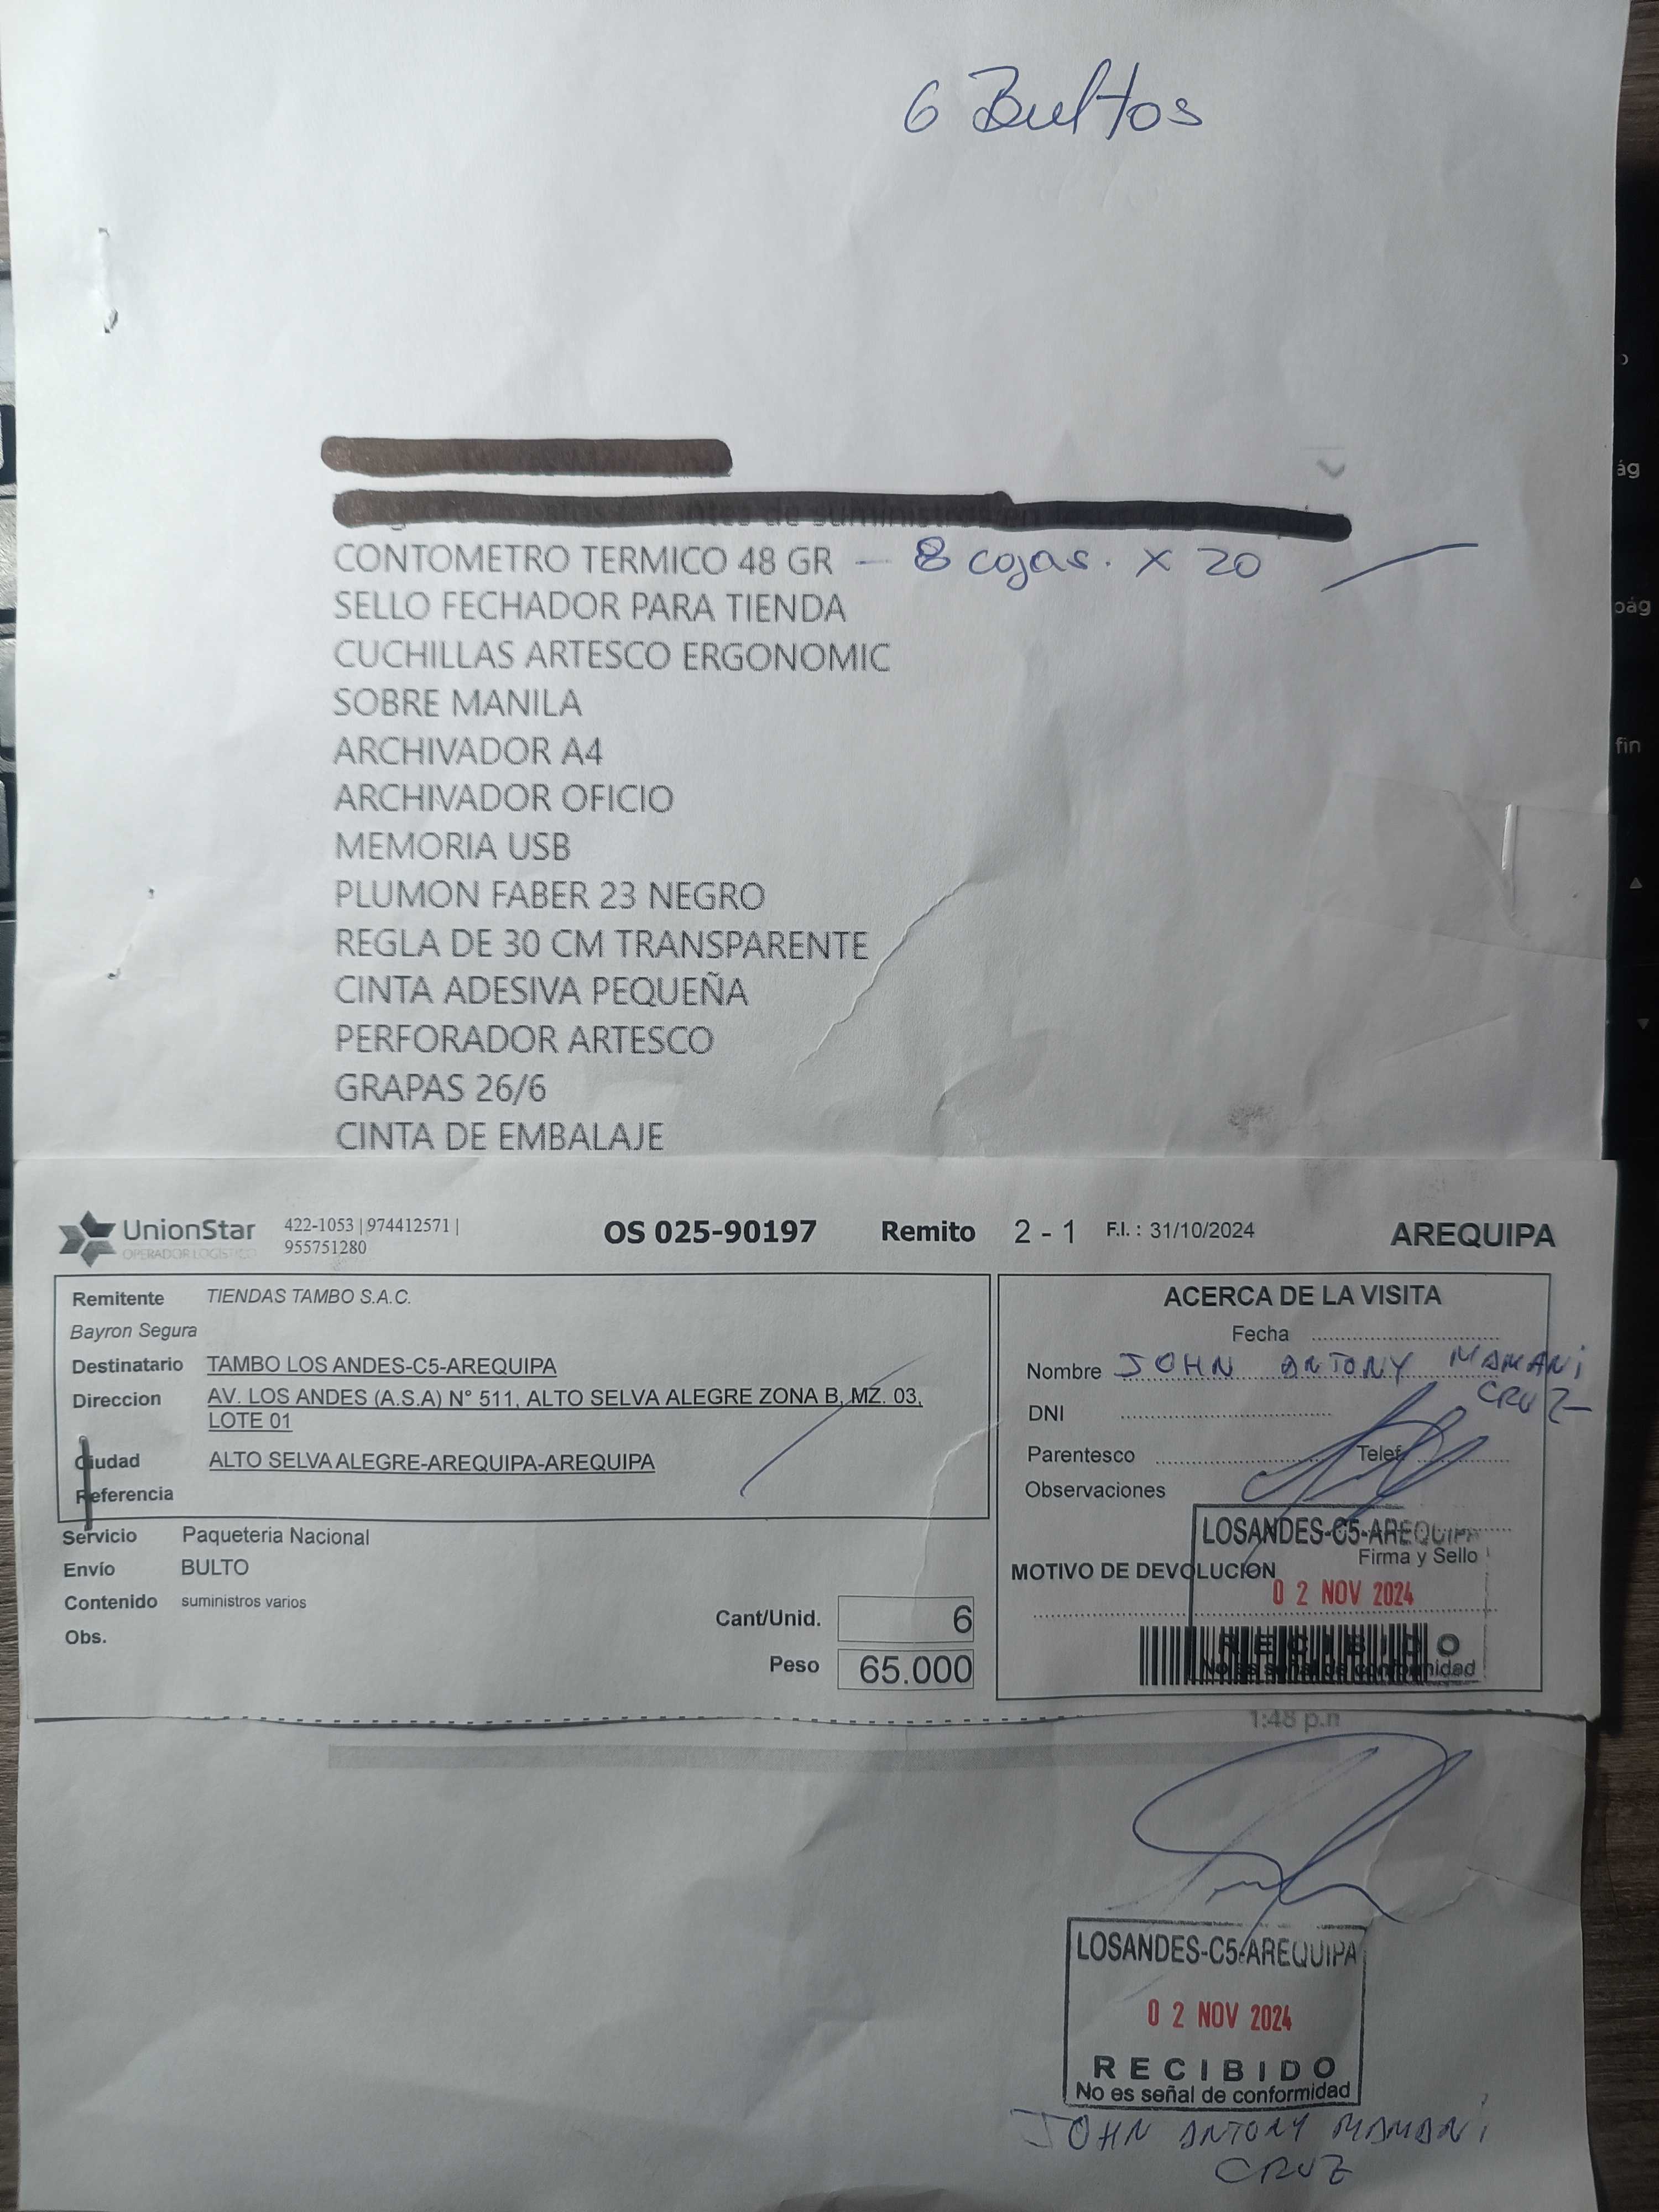 6 Bultos
CONTOMETRO TERMICO 48 GR — 8 cajas. x 20
SELLO FECHADOR PARA TIENDA
CUCHILLAS ARTESCO ERGONOMIC
SOBRE MANILA
ARCHIVADOR A4
ARCHIVADOR OFICIO
MEMORIA USB
PLUMON FABER 23 NEGRO
REGLA DE 30 CM TRANSPARENTE
CINTA ADESIVA PEQUEÑA
PERFORADOR ARTESCO
GRAPAS 26/6
CINTA DE EMBALAJE
UnionStar
OPERADOR LOGISTICO
422-1053 | 974412571 |
955751280
OS 025-90197 Remito 2 - 1 F.I. : 31/10/2024 AREQUIPA
Remitente TIENDAS TAMBO S.A.C.
Bayron Segura
Destinatario TAMBO LOS ANDES-C5-AREQUIPA
Direccion AV. LOS ANDES (A.S.A) N° 511, ALTO SELVA ALEGRE ZONA B, MZ. 03,
LOTE 01
Ciudad ALTO SELVA ALEGRE-AREQUIPA-AREQUIPA
Referencia
Servicio Paqueteria Nacional
Envío BULTO
Contenido suministros varios
Obs.
Cant/Unid. 6
Peso 65.000
ACERCA DE LA VISITA
Fecha
Nombre JOHN ANTONY MAMANI
CRUZ
DNI
Parentesco Telef
Observaciones
LOSANDES-C5-AREQUIPA
Firma y Sello
MOTIVO DE DEVOLUCION
02 NOV 2024
RECIBIDO
No es señal de conformidad
1:48 p.n
LOSANDES-C5-AREQUIPA
02 NOV 2024
RECIBIDO
No es señal de conformidad
JOHN ANTONY MAMANI
CRUZ
ág
pág
fin